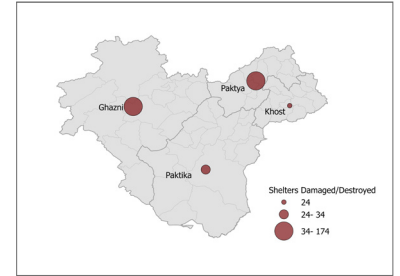 Paktya
Ghazni
Khost
Paktika
Shelters Damaged/Destroyed
24
24- 34
34- 174